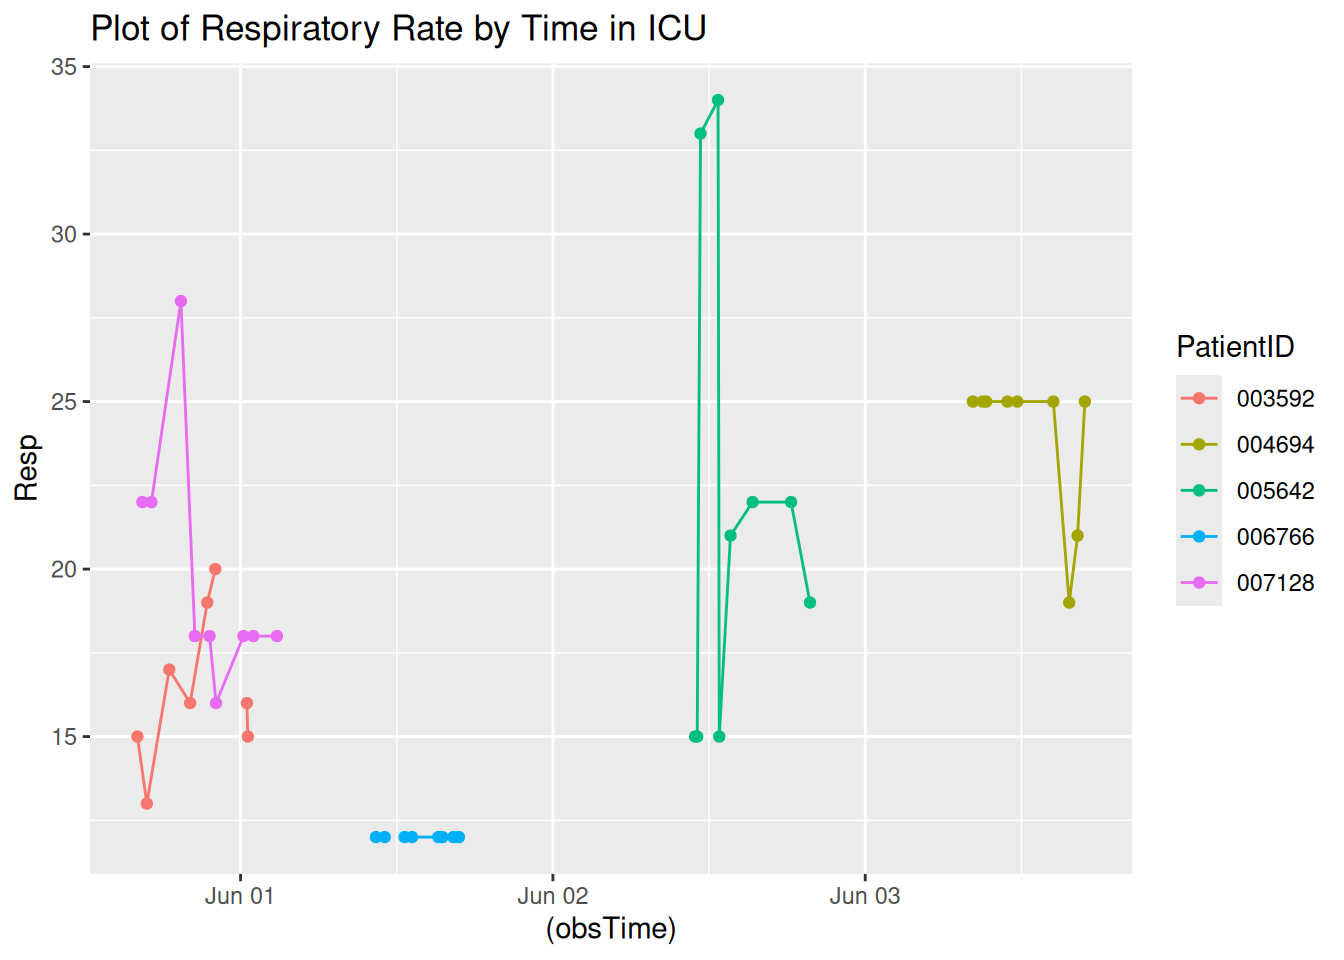 Plot of Respiratory Rate by Time in ICU
35
30
25
20
15
Resp
Jun 01
Jun 02
Jun 03
(obsTime)
PatientID
003592
004694
005642
006766
007128